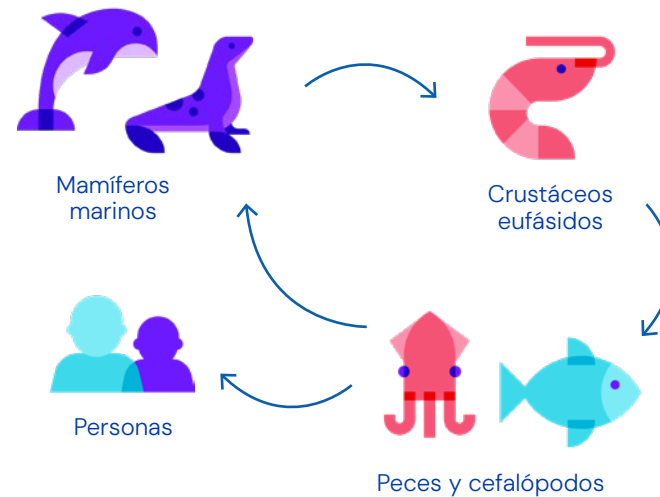 Mamíferos
marinos
Crustáceos
eufásidos
Personas
Peces y cefalópodos